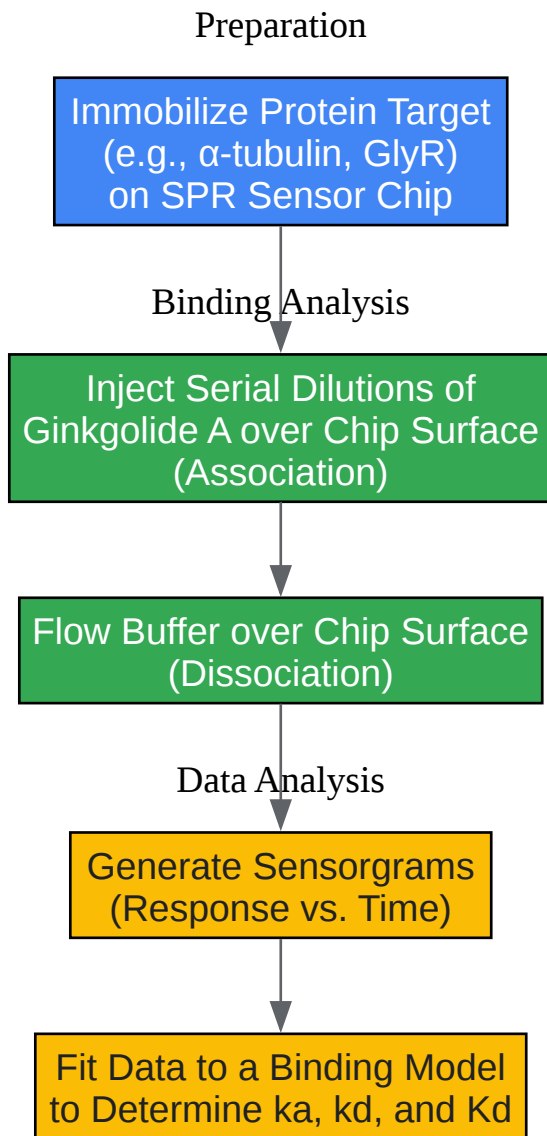 Preparation
Immobilize Protein Target
(e.g., α-tubulin, GlyR)
on SPR Sensor Chip
Binding Analysis
Inject Serial Dilutions of
Ginkgolide A over Chip Surface
(Association)
Flow Buffer over Chip Surface
(Dissociation)
Data Analysis
Generate Sensorgrams
(Response vs. Time)
Fit Data to a Binding Model
to Determine ka, kd, and Kd